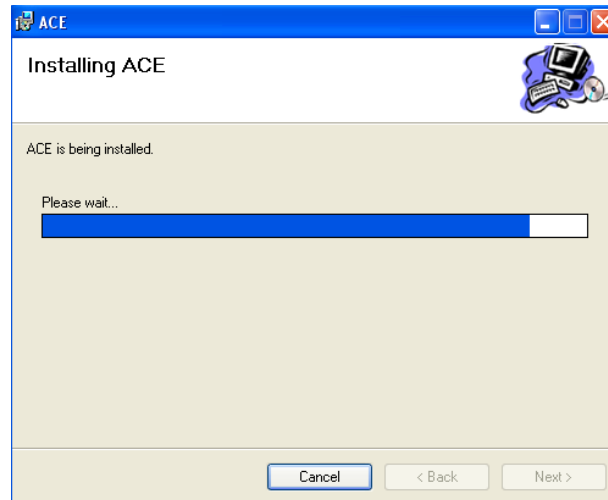 ACE
Installing ACE
ACE is being installed.
Please wait...
Cancel
< Back
Next >